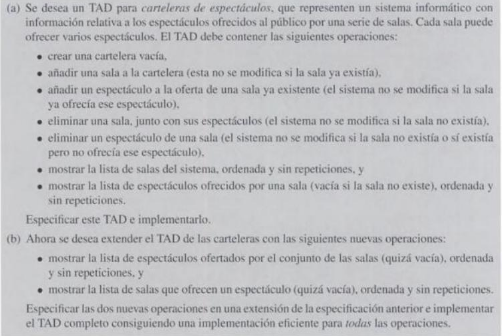 (a) Se desea un TAD para carteleras de espectáculos, que representen un sistema informático con
información relativa a los espectáculos ofrecidos al público por una serie de salas. Cada sala puede
ofrecer varios espectáculos. El TAD debe contener las siguientes operaciones:
• crear una cartelera vacía,
• añadir una sala a la cartelera (esta no se modifica si la sala ya existía),
• añadir un espectáculo a la oferta de una sala ya existente (el sistema no se modifica si la sala
ya ofrecía ese espectáculo),
• eliminar una sala, junto con sus espectáculos (el sistema no se modifica si la sala no existía),
• eliminar un espectáculo de una sala (el sistema no se modifica si la sala no existía o sí existía
pero no ofrecía ese espectáculo),
• mostrar la lista de salas del sistema, ordenada y sin repeticiones, y
• mostrar la lista de espectáculos ofrecidos por una sala (vacía si la sala no existe), ordenada y
sin repeticiones.
Especificar este TAD e implementarlo.
(b) Ahora se desea extender el TAD de las carteleras con las siguientes nuevas operaciones:
• mostrar la lista de espectáculos ofertados por el conjunto de las salas (quizá vacía), ordenada
y sin repeticiones, y
• mostrar la lista de salas que ofrecen un espectáculo (quizá vacía), ordenada y sin repeticiones.
Especificar las dos nuevas operaciones en una extensión de la especificación anterior e implementar
el TAD completo consiguiendo una implementación eficiente para todas las operaciones.